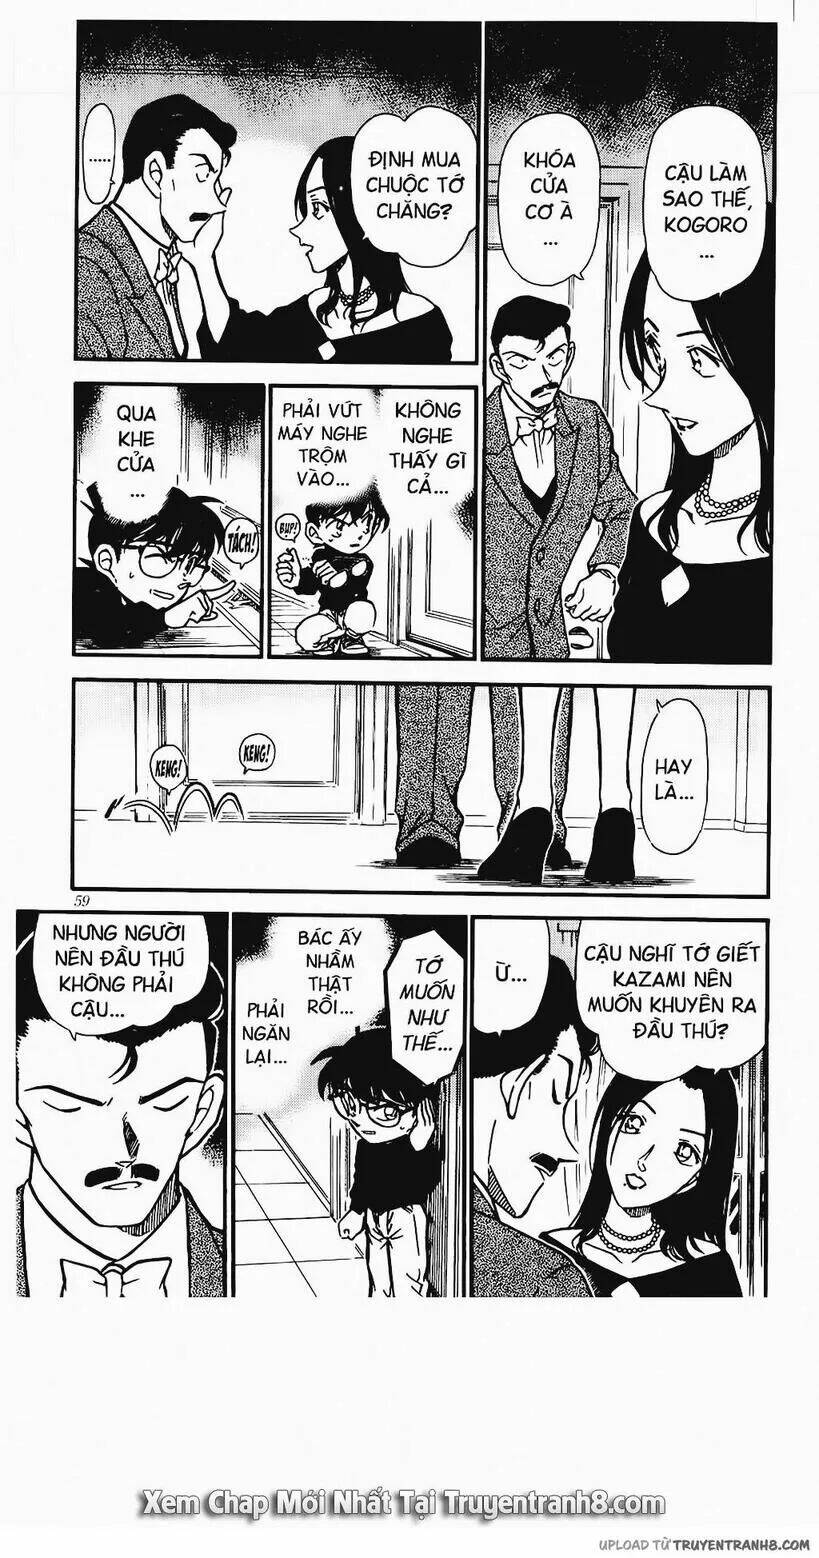 CẬU LÀM
SAO THẾ,
KOGORO
...
KHÓA
CỬA
CƠ À
...
ĐỊNH MUA
CHUỘC TỚ
CHĂNG?
......
KHÔNG
NGHE
THẤY GÌ
CẢ...
PHẢI VỨT
MÁY NGHE
TRỘM
VÀO...
BUP!
QUA
KHE
CỬA
...
TÁCH!
HAY
LÀ...
KENG!
KENG!
59
CẬU NGHĨ TỚ GIẾT
KAZAMI NÊN
MUỐN KHUYÊN RA
ĐẦU THÚ?
Ừ...
TỚ
MUỐN
NHƯ
THẾ...
BÁC ẤY
NHẦM
THẬT
RỒI...
PHẢI
NGĂN
LẠI...
NHƯNG NGƯỜI
NÊN ĐẦU THÚ
KHÔNG PHẢI
CẬU...
Xem Chap Mới Nhất Tại Truyentranh8.com
UPLOAD TỪ TRUYENTRANH8.COM